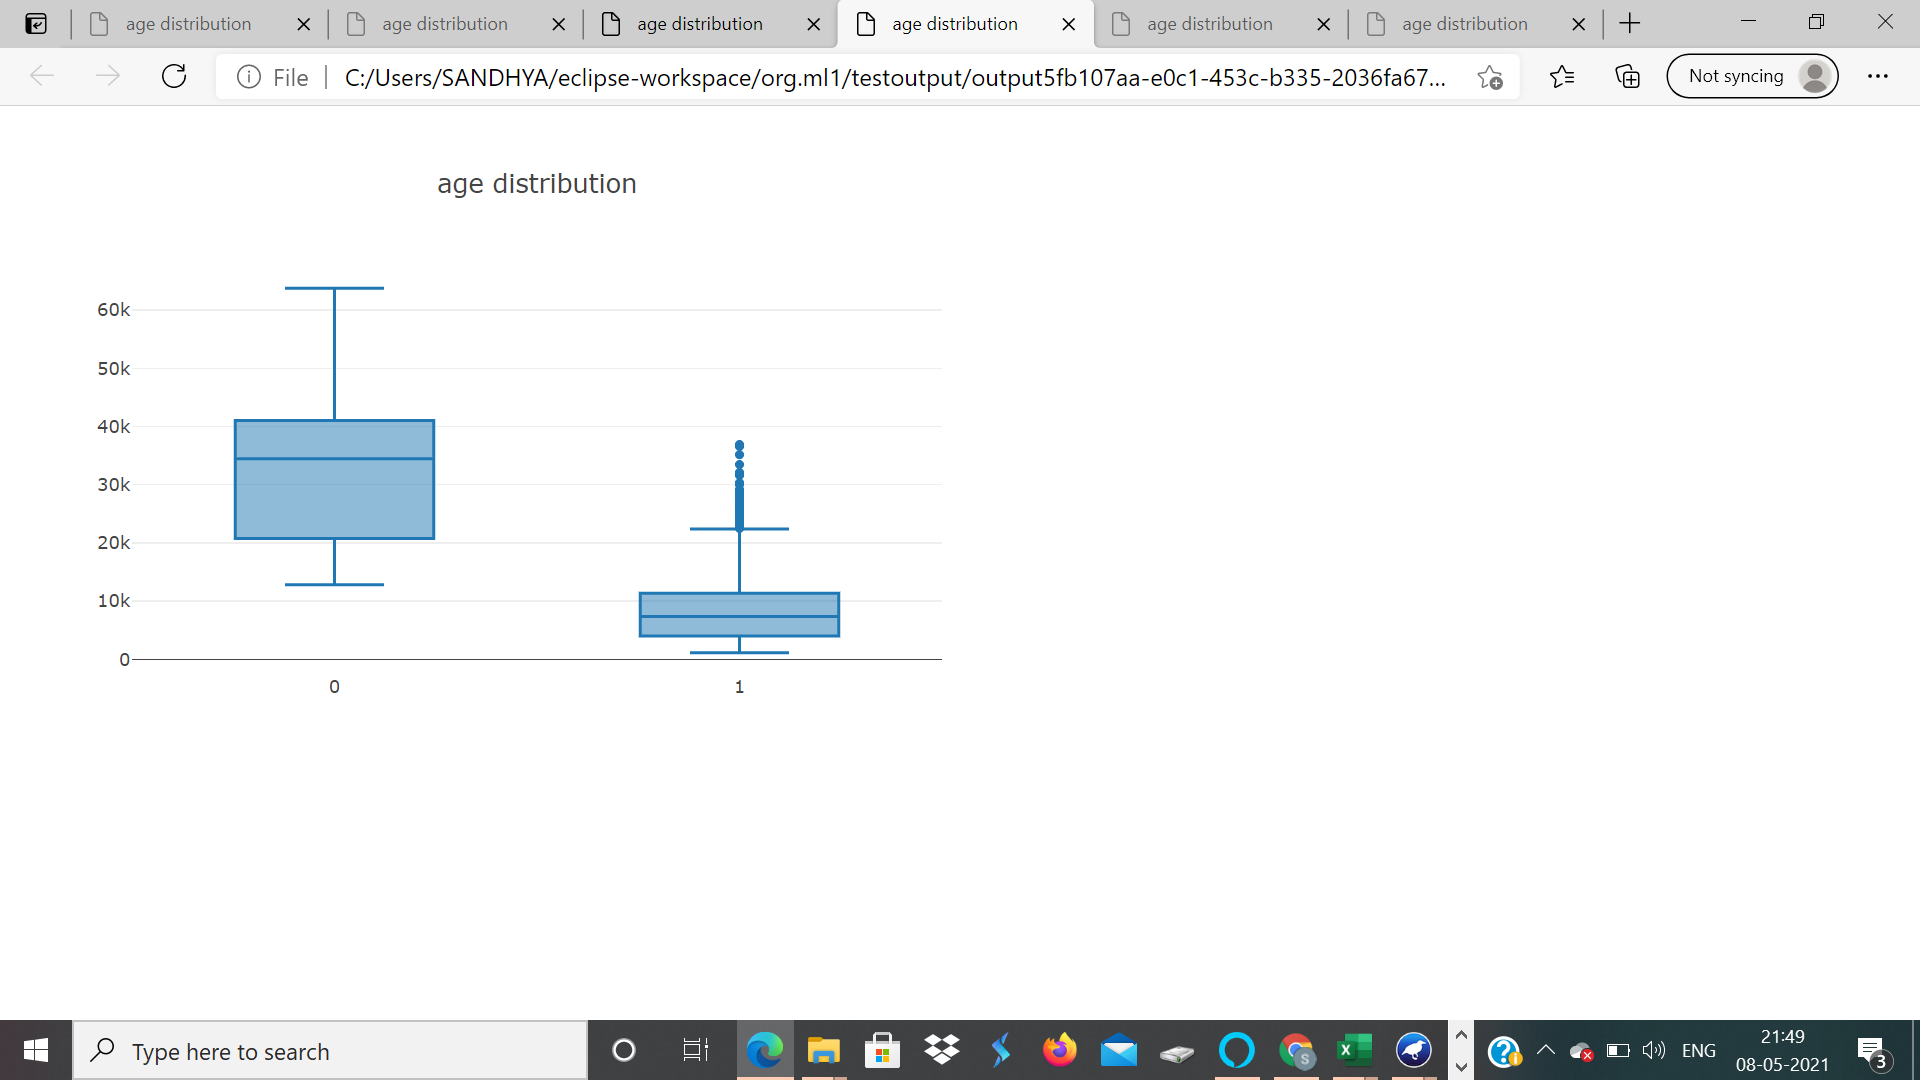 age distribution
age distribution
age distribution
age distribution
age distribution
age distribution
File
C:/Users/SANDHYA/eclipse-workspace/org.ml1/testoutput/output5fb107aa-e0c1-453c-b335-2036fa67...
Not syncing
age distribution
60k
50k
40k
30k
20k
10k
0
0 1
Type here to search
S
X
ENG
21:49
08-05-2021
3